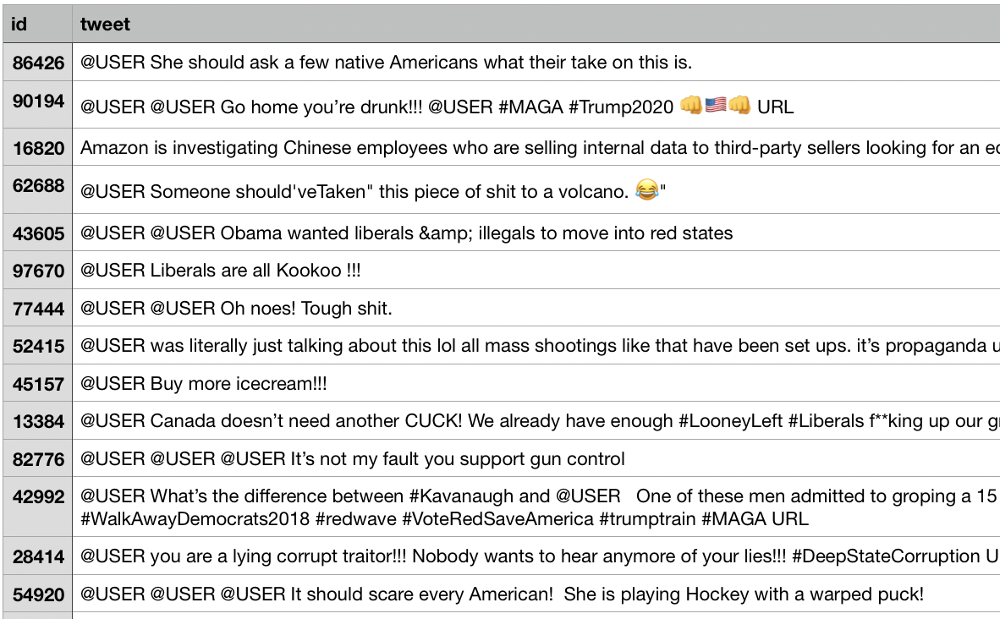 id tweet
86426 @USER She should ask a few native Americans what their take on this is.
90194 @USER @USER Go home you’re drunk!!! @USER #MAGA #Trump2020 👊🇺🇸👊 URL
16820 Amazon is investigating Chinese employees who are selling internal data to third-party sellers looking for an
62688 @USER Someone should'veTaken" this piece of shit to a volcano. 😂"
43605 @USER @USER Obama wanted liberals &amp; illegals to move into red states
97670 @USER Liberals are all Kookoo !!!
77444 @USER @USER Oh noes! Tough shit.
52415 @USER was literally just talking about this lol all mass shootings like that have been set ups. it’s propaganda
45157 @USER Buy more icecream!!!
13384 @USER Canada doesn’t need another CUCK! We already have enough #LooneyLeft #Liberals f**king up our
82776 @USER @USER @USER It’s not my fault you support gun control
42992 @USER What’s the difference between #Kavanaugh and @USER One of these men admitted to groping a 15
#WalkAwayDemocrats2018 #redwave #VoteRedSaveAmerica #trumptrain #MAGA URL
28414 @USER you are a lying corrupt traitor!!! Nobody wants to hear anymore of your lies!!! #DeepStateCorruption
54920 @USER @USER @USER It should scare every American! She is playing Hockey with a warped puck!